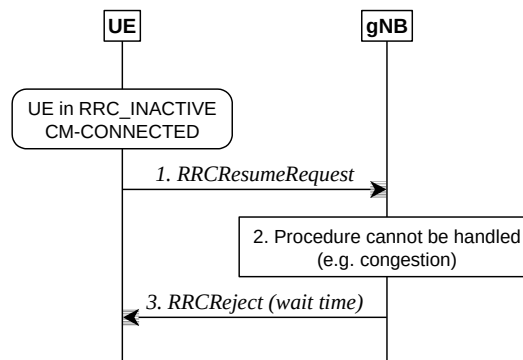 UE
gNB
UE in RRC_INACTIVE
CM-CONNECTED
1. RRCResumeRequest
2. Procedure cannot be handled
(e.g. congestion)
3. RRCReject (wait time)